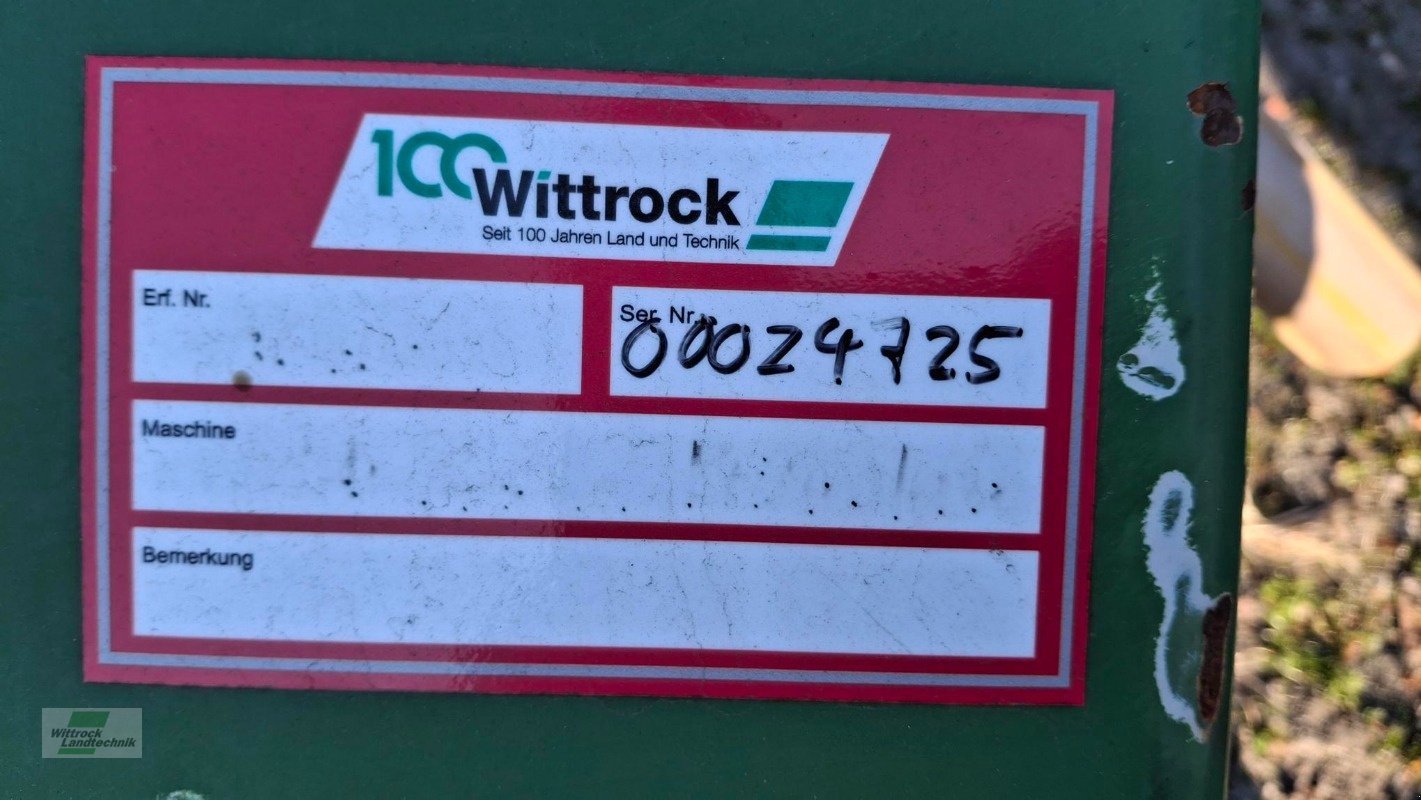 100 Wittrock
Seit 100 Jahren Land und Technik
Erf. Nr.
Ser. Nr.
00024725
Maschine
Bemerkung
Wittrock
Landtechnik